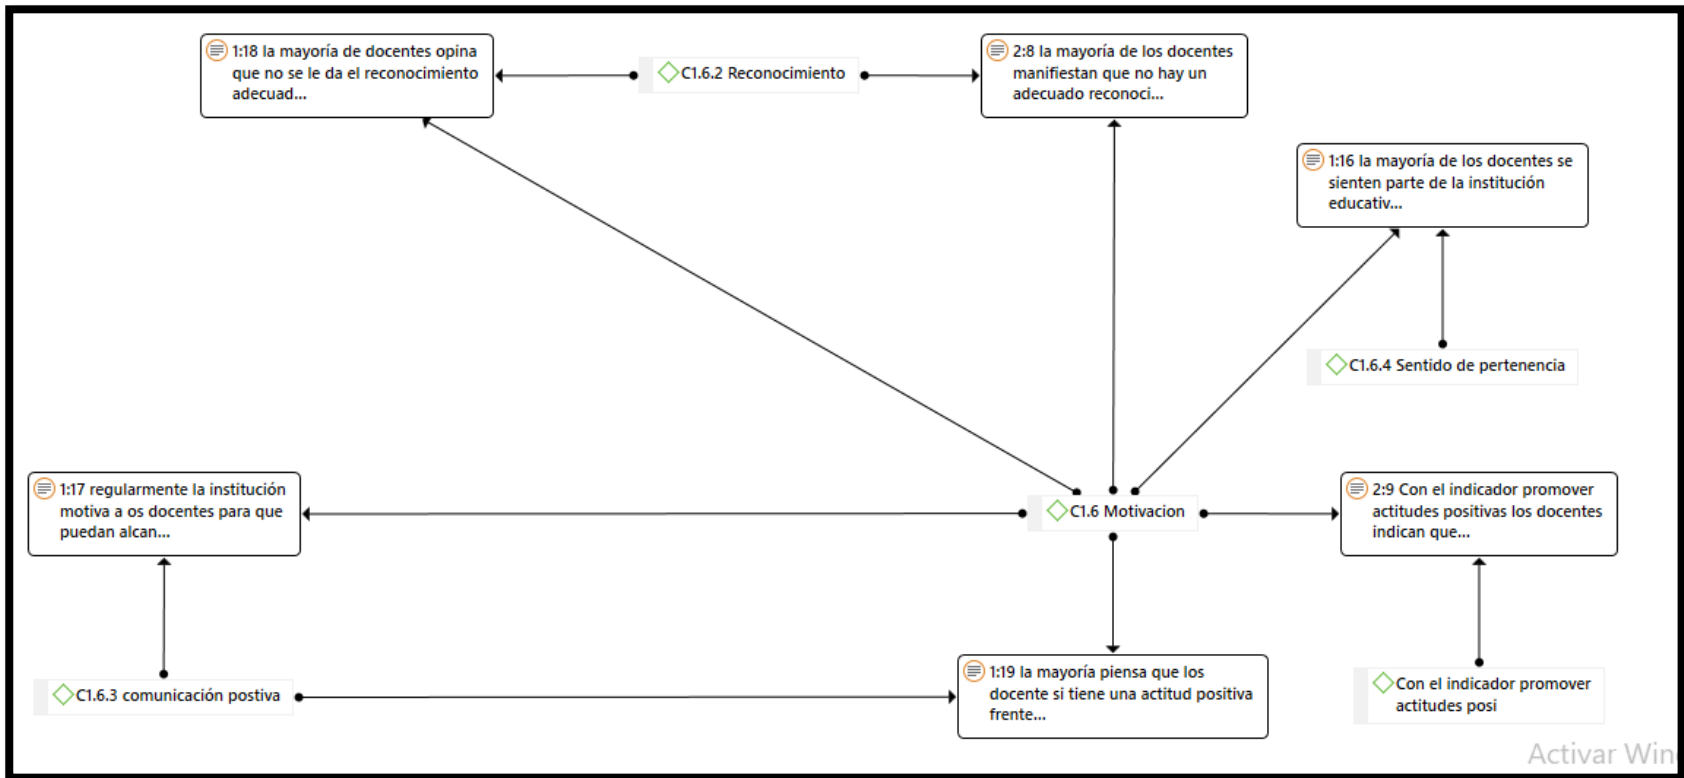 1:18 la mayoría de docentes opina
que no se le da el reconocimiento
adecuad...
C1.6.2 Reconocimiento
2:8 la mayoría de los docentes
manifiestan que no hay un
adecuado reconoci...
1:16 la mayoría de los docentes se
sienten parte de la institución
educativ...
C1.6.4 Sentido de pertenencia
1:17 regularmente la institución
motiva a os docentes para que
puedan alcan...
C1.6 Motivacion
2:9 Con el indicador promover
actitudes positivas los docentes
indican que...
C1.6.3 comunicación postiva
1:19 la mayoría piensa que los
docente si tiene una actitud positiva
frente...
Con el indicador promover
actitudes posi
Activar Win